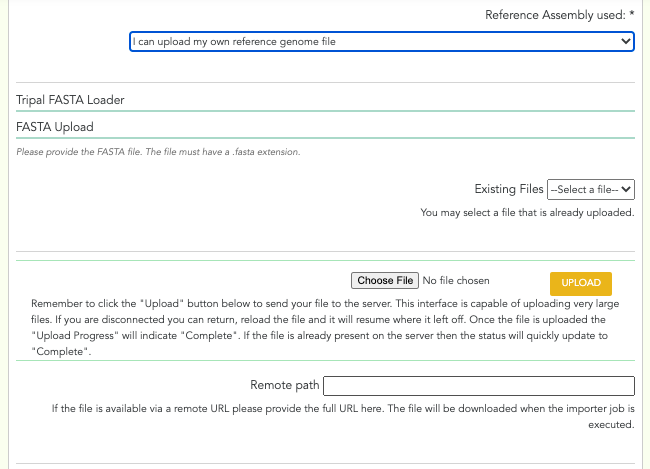 Reference Assembly used: *
I can upload my own reference genome file
Tripal FASTA Loader
FASTA Upload
Please provide the FASTA file. The file must have a .fasta extension.
Existing Files --Select a file--
You may select a file that is already uploaded.
Choose File No file chosen UPLOAD
Remember to click the "Upload" button below to send your file to the server. This interface is capable of uploading very large
files. If you are disconnected you can return, reload the file and it will resume where it left off. Once the file is uploaded the
"Upload Progress" will indicate "Complete". If the file is already present on the server then the status will quickly update to
"Complete".
Remote path
If the file is available via a remote URL please provide the full URL here. The file will be downloaded when the importer job is
executed.